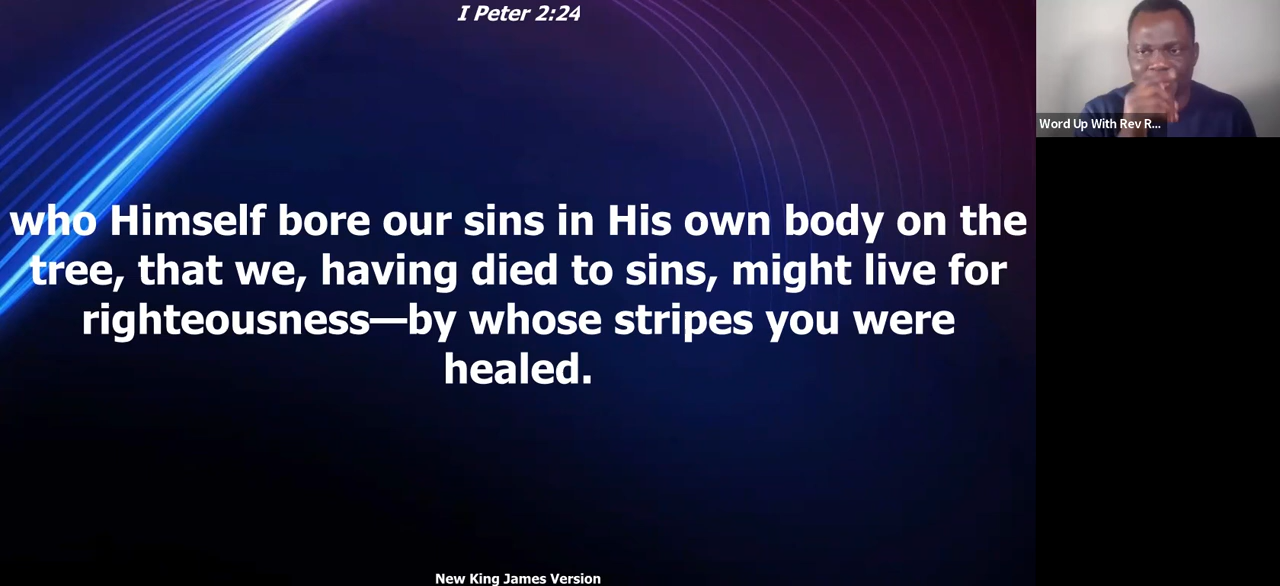 I Peter 2:24
who Himself bore our sins in His own body on the
tree, that we, having died to sins, might live for
righteousness—by whose stripes you were
healed.
New King James Version
Word Up With Rev R...